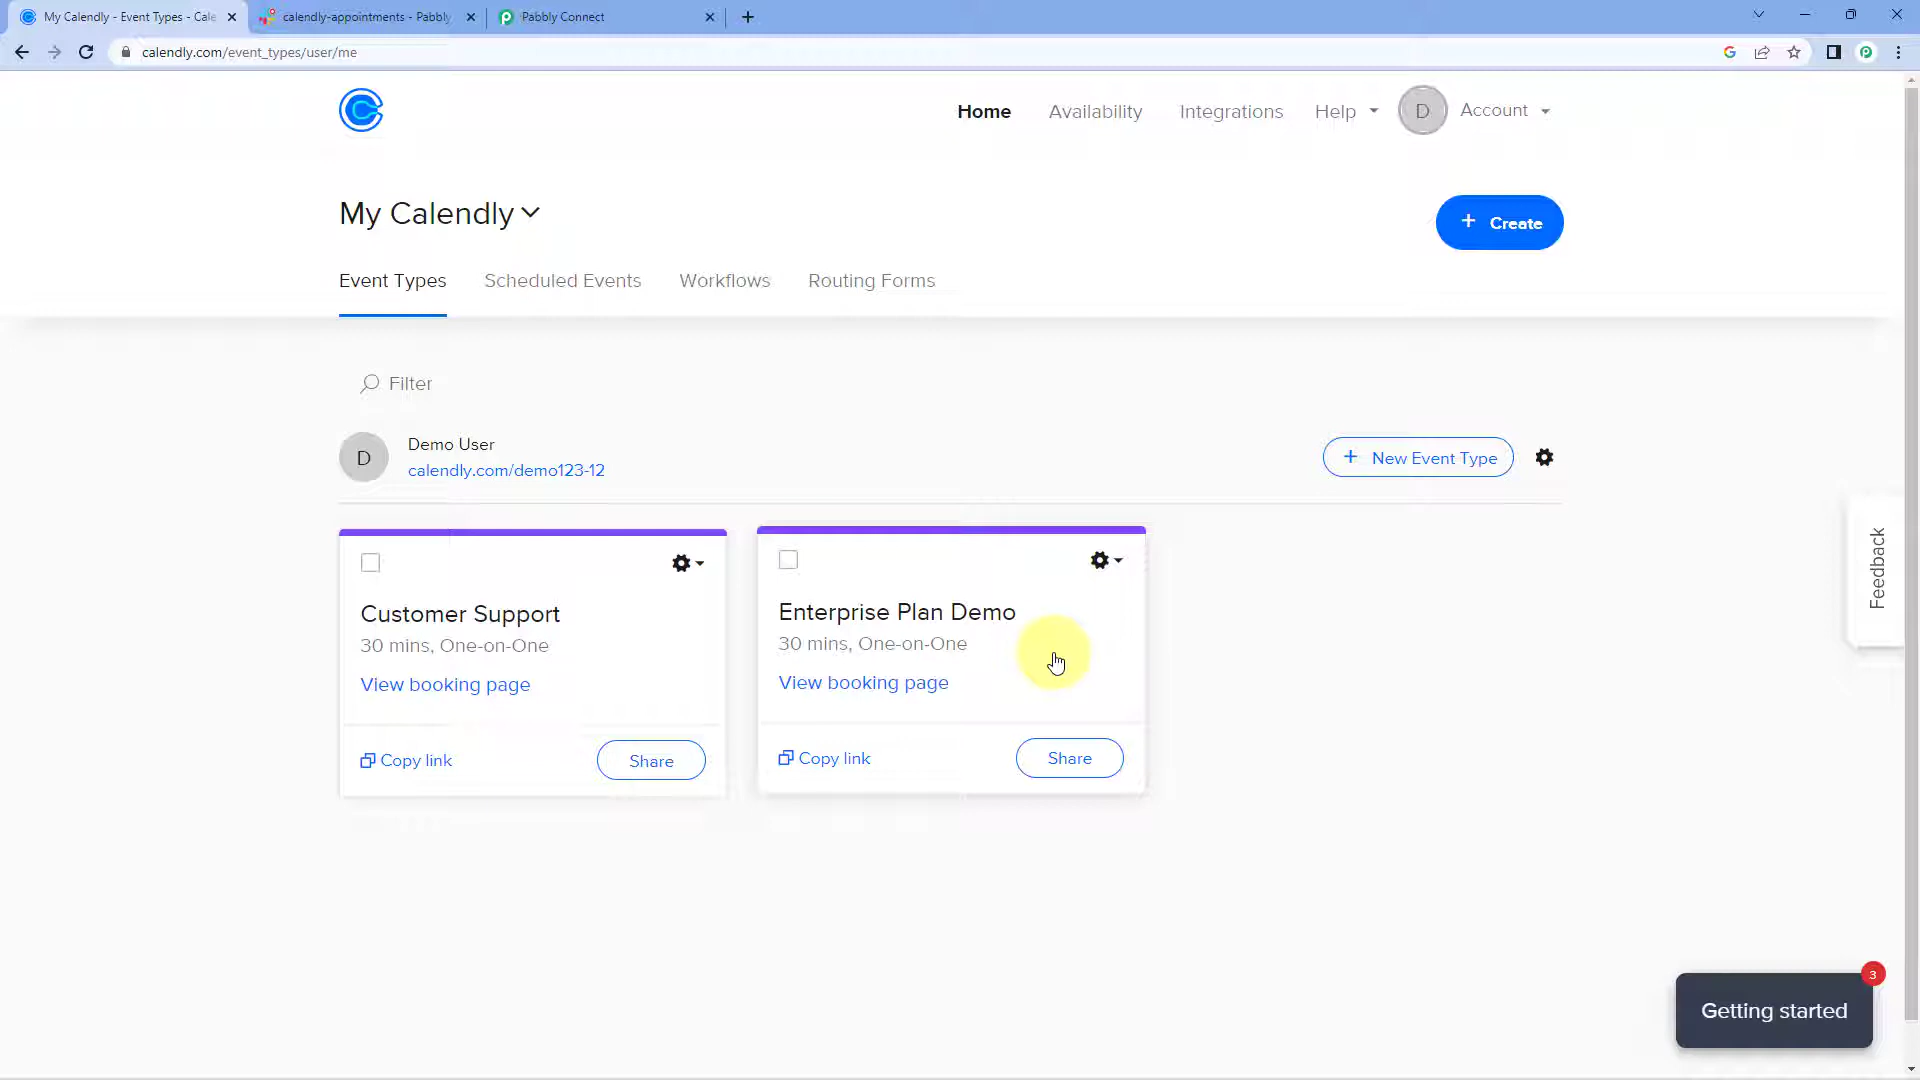 My Calendly - Event Types - Cale
calendly-appointments - Pabbly
Pabbly Connect
calendly.com/event_types/user/me
Home
Availability
Integrations
Help
D
Account
My Calendly
+ Create
Event Types
Scheduled Events
Workflows
Routing Forms
Filter
D
Demo User
calendly.com/demo123-12
+ New Event Type
Customer Support
30 mins, One-on-One
View booking page
Copy link
Share
Enterprise Plan Demo
30 mins, One-on-One
View booking page
Copy link
Share
Feedback
3
Getting started